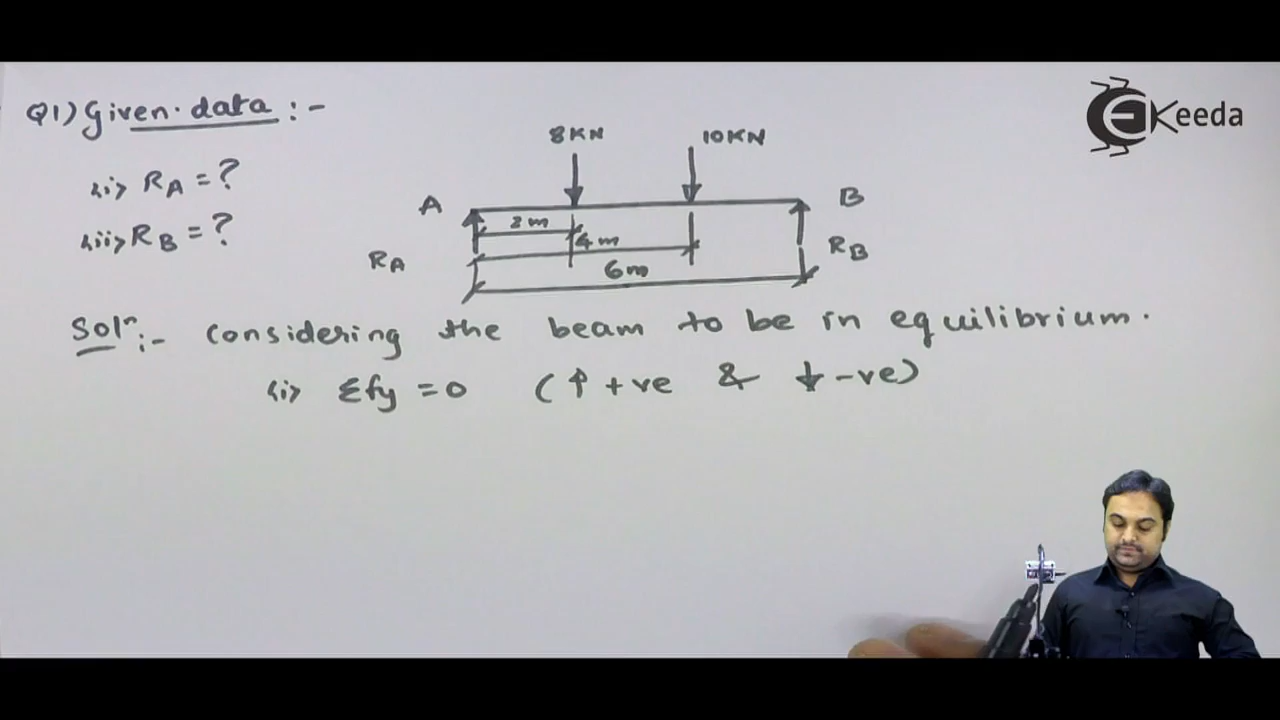 Q1) Given data :-
EKeeda
8KN 10KN
<i> RA = ?
A B
2m
<ii> RB = ?
4m
RA RB
6m
Soln :- considering the beam to be in equilibrium.
<i> Σfy = 0 (↑ +ve & ↓ -ve)